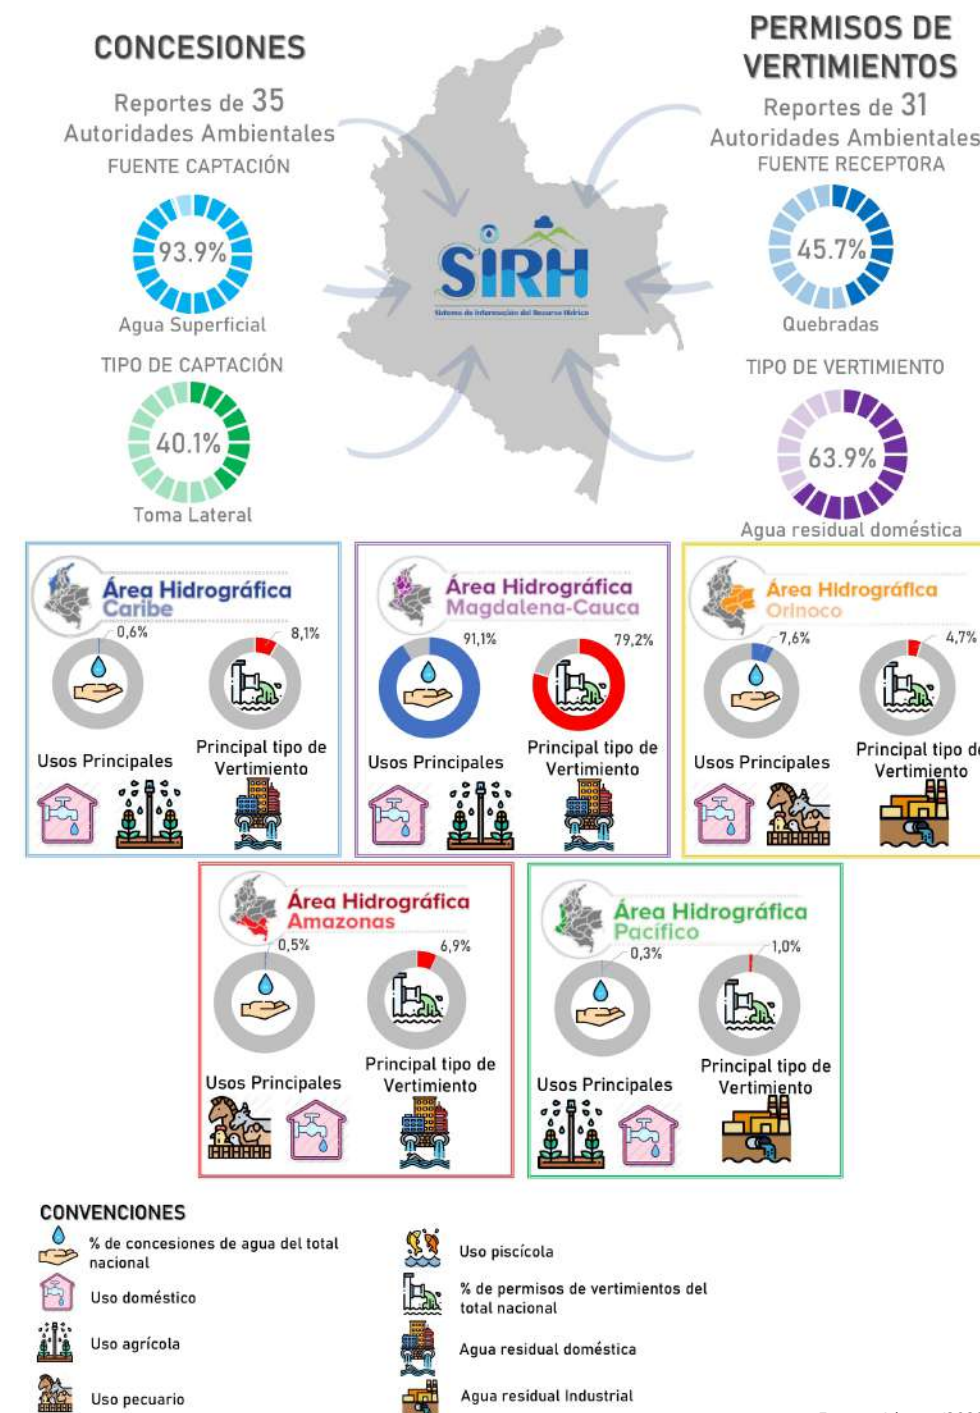 CONCESIONES
Reportes de 35
Autoridades Ambientales
FUENTE CAPTACIÓN
93.9%
Agua Superficial
TIPO DE CAPTACIÓN
40.1%
Toma Lateral
SIRH
Sistema de Información del Recurso Hídrico
PERMISOS DE
VERTIMIENTOS
Reportes de 31
Autoridades Ambientales
FUENTE RECEPTORA
45.7%
Quebradas
TIPO DE VERTIMIENTO
63.9%
Agua residual doméstica
Área Hidrográfica
Caribe
0,6%
8,1%
Usos Principales
Principal tipo de
Vertimiento
Área Hidrográfica
Magdalena-Cauca
91,1%
79,2%
Usos Principales
Principal tipo de
Vertimiento
Área Hidrográfica
Orinoco
7,6%
4,7%
Usos Principales
Principal tipo de
Vertimiento
Área Hidrográfica
Amazonas
0,5%
6,9%
Usos Principales
Principal tipo de
Vertimiento
Área Hidrográfica
Pacífico
0,3%
1,0%
Usos Principales
Principal tipo de
Vertimiento
CONVENCIONES
% de concesiones de agua del total
nacional
Uso doméstico
Uso agrícola
Uso pecuario
Uso piscícola
% de permisos de vertimientos del
total nacional
Agua residual doméstica
Agua residual Industrial